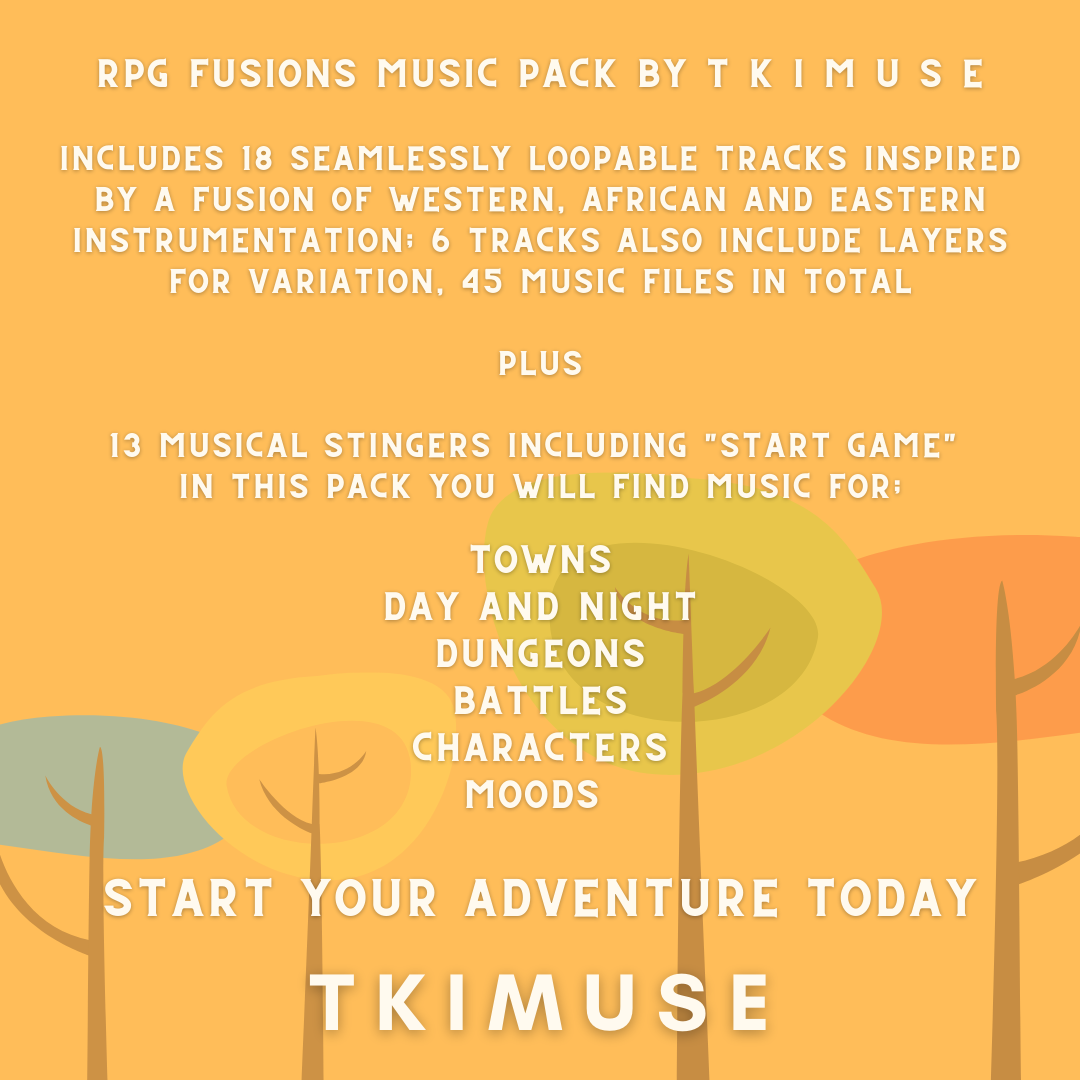 RPG FUSIONS MUSIC PACK BY T K I M U S E
INCLUDES 18 SEAMLESSLY LOOPABLE TRACKS INSPIRED
BY A FUSION OF WESTERN, AFRICAN AND EASTERN
INSTRUMENTATION; 6 TRACKS ALSO INCLUDE LAYERS
FOR VARIATION, 45 MUSIC FILES IN TOTAL
PLUS
13 MUSICAL STINGERS INCLUDING "START GAME"
IN THIS PACK YOU WILL FIND MUSIC FOR;
TOWNS
DAY AND NIGHT
DUNGEONS
BATTLES
CHARACTERS
MOODS
START YOUR ADVENTURE TODAY
TKIMUSE